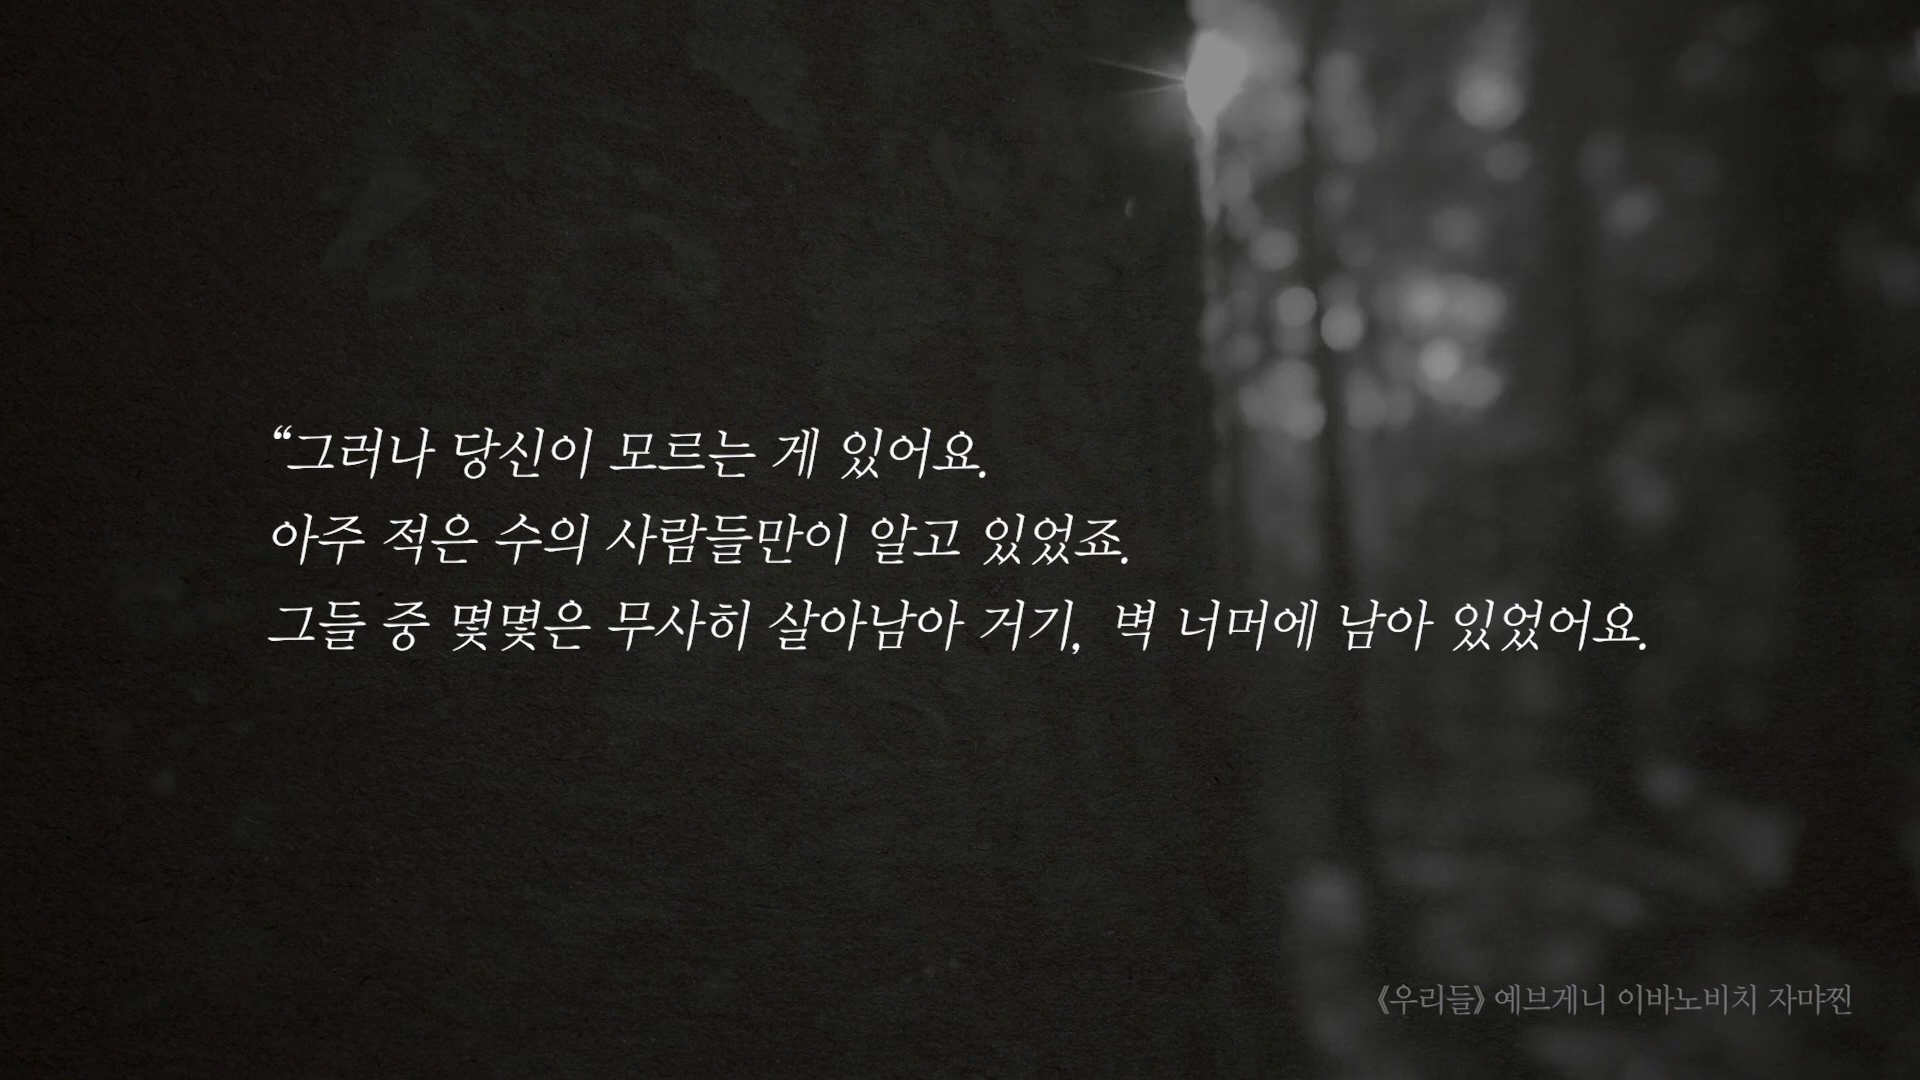 “그러나 당신이 모르는 게 있어요.
아주 적은 수의 사람들만이 알고 있었죠.
그들 중 몇몇은 무사히 살아남아 거기, 벽 너머에 남아 있었어요.
《우리들》 예브게니 이바노비치 자먀찐